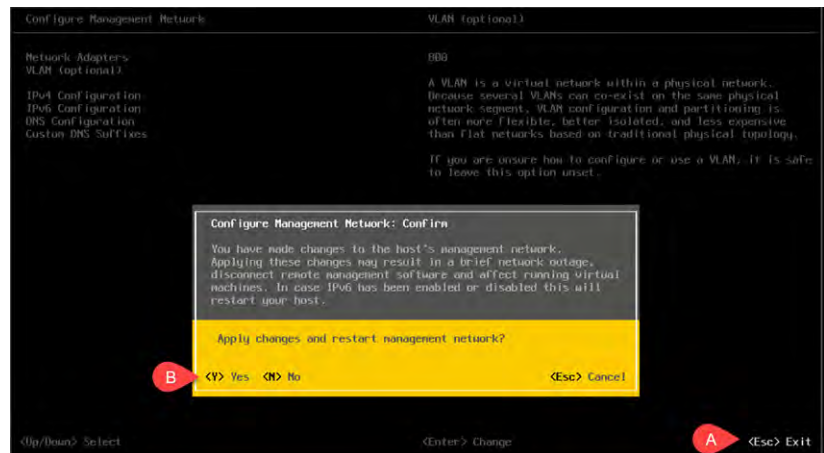 Configure Management Network
VLAN (optional)
Network Adapters
VLAN (optional)
IPv4 Configuration
IPv6 Configuration
DNS Configuration
Custom DNS Suffixes
808
A VLAN is a virtual network within a physical network.
Because several VLANs can co-exist on the same physical
network segment, VLAN configuration and partitioning is
often more flexible, better isolated, and less expensive
than flat networks based on traditional physical topology.
If you are unsure how to configure or use a VLAN, it is safe
to leave this option unset.
Configure Management Network: Confirm
You have made changes to the host's management network.
Applying these changes may result in a brief network outage,
disconnect remote management software and affect running virtual
machines. In case IPv6 has been enabled or disabled this will
restart your host.
Apply changes and restart management network?
B
<Y> Yes <N> No
<Esc> Cancel
<Up/Down> Select
<Enter> Change
A
<Esc> Exit